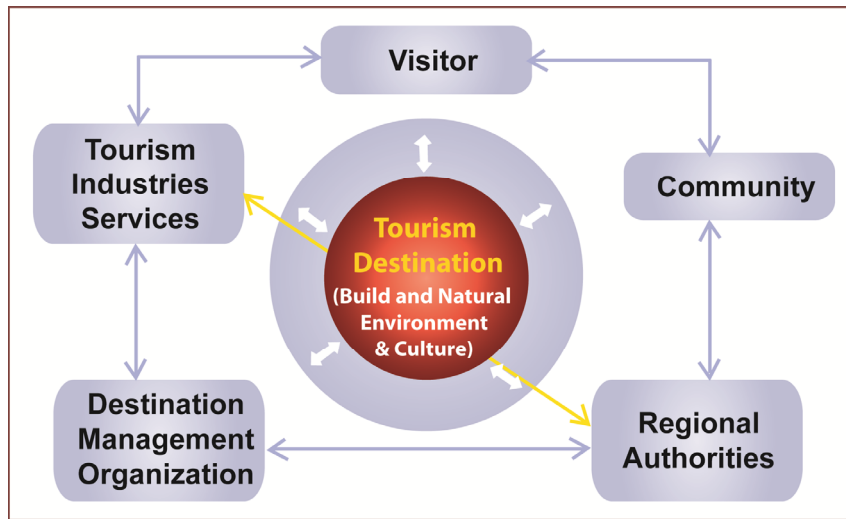 Visitor
Tourism
Industries
Services
Community
Tourism
Destination
(Build and Natural
Environment
& Culture)
Destination
Management
Organization
Regional
Authorities